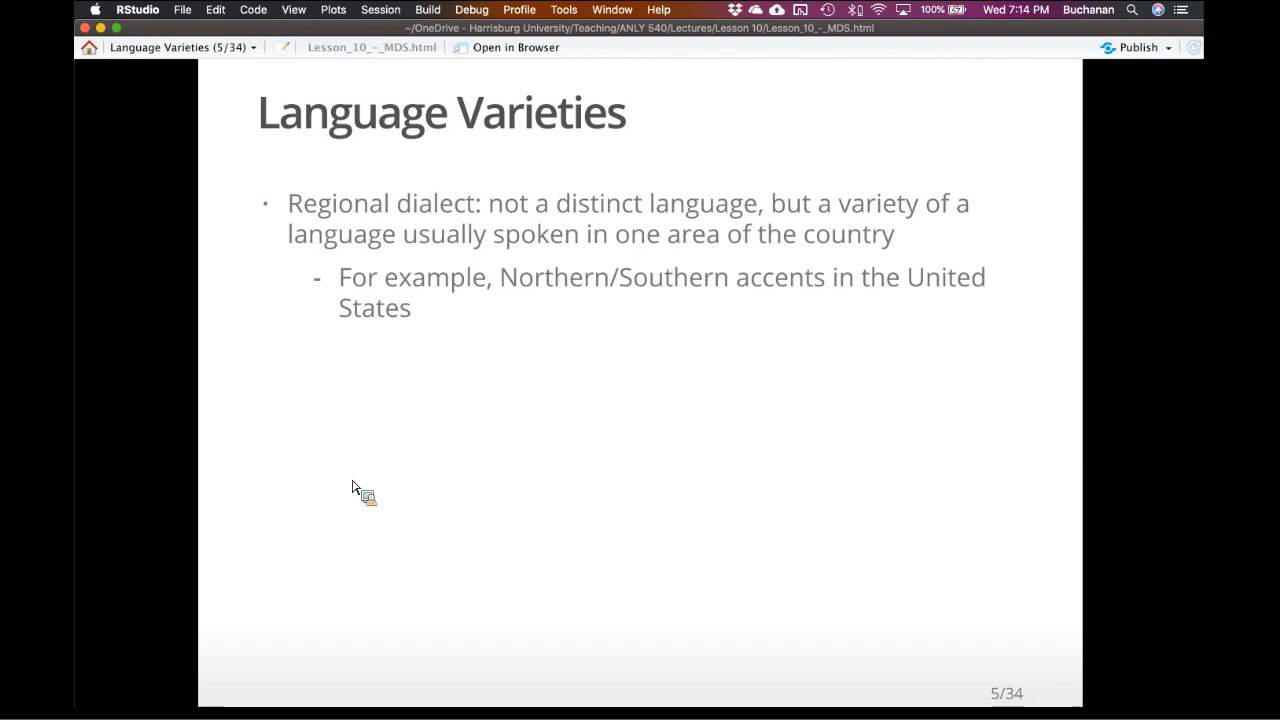 RStudio File Edit Code View Plots Session Build Debug Profile Tools Window Help 100% Wed 7:14 PM Buchanan
~/OneDrive - Harrisburg University/Teaching/ANLY 540/Lectures/Lesson 10/Lesson_10_-_MDS.html
Language Varieties (5/34) Lesson_10_-_MDS.html Open in Browser Publish
Language Varieties
· Regional dialect: not a distinct language, but a variety of a
language usually spoken in one area of the country
- For example, Northern/Southern accents in the United
States
5/34